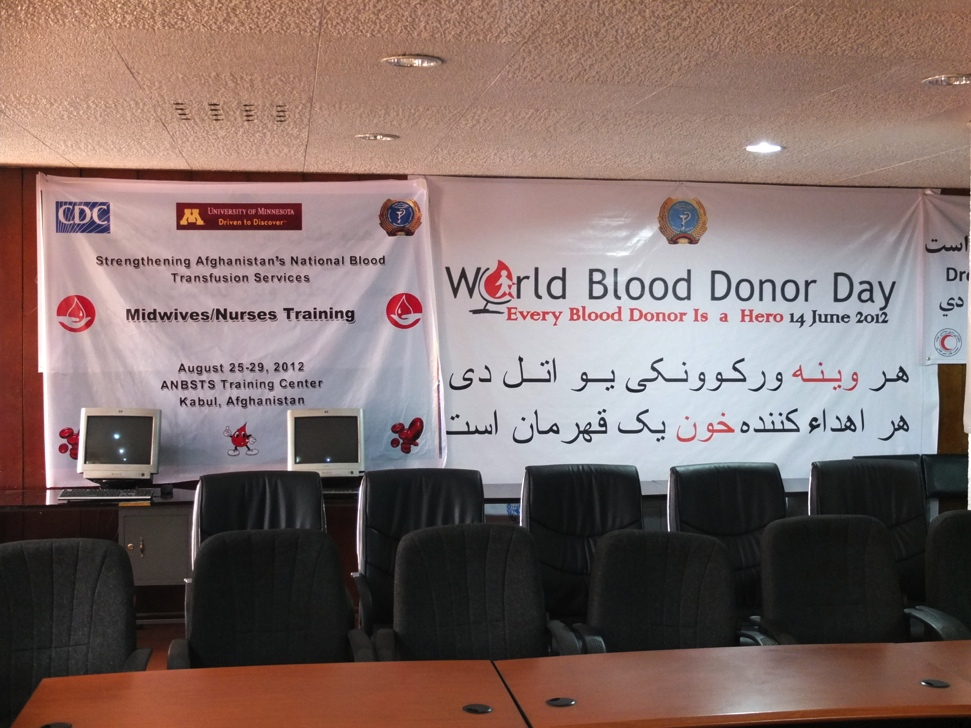 CDC
UNIVERSITY OF MINNESOTA
Driven to Discover
Strengthening Afghanistan's National Blood
Transfusion Services
Midwives/Nurses Training
August 25-29, 2012
ANBSTS Training Center
Kabul, Afghanistan
World Blood Donor Day
Every Blood Donor Is a Hero 14 June 2012
هر وینه ورکوونکی یو اتل دی
هر اهداء کننده خون یک قهرمان است
است
دي